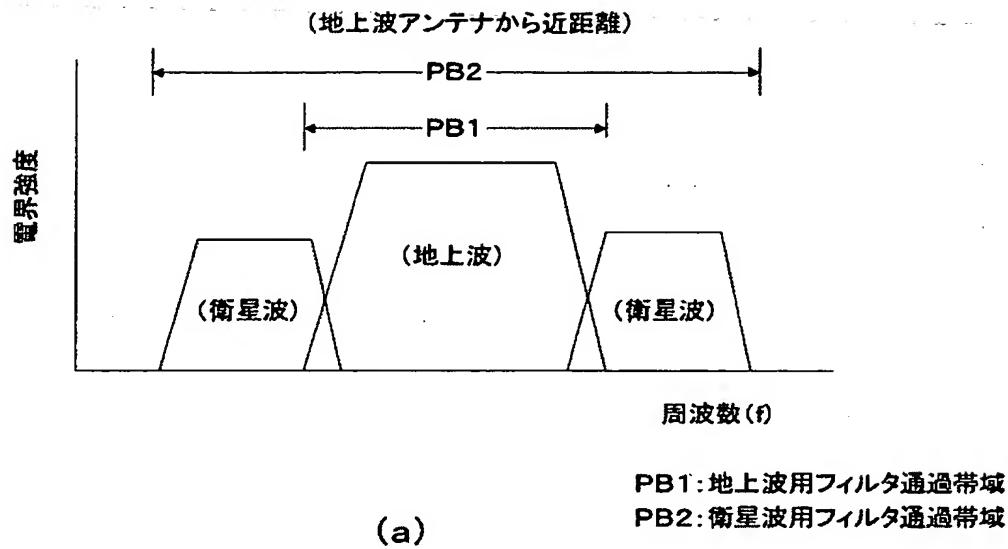 (地上波アンテナから近距離)
PB2
PB1
電界強度
(地上波)
(衛星波)
(衛星波)
周波数(f)
PB1:地上波用フィルタ通過帯域
PB2:衛星波用フィルタ通過帯域
(a)